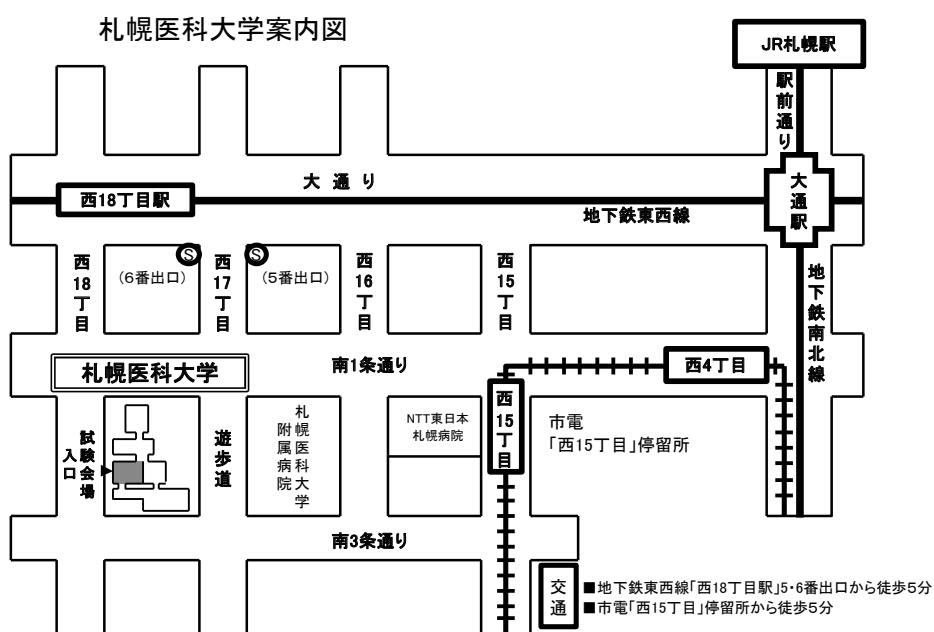 札幌医科大学案内図
JR札幌駅
駅前通り
大通り
西18丁目駅
大通駅
地下鉄東西線
S
S
西18丁目
(6番出口)
西17丁目
(5番出口)
西16丁目
西15丁目
地下鉄南北線
札幌医科大学
南1条通り
西4丁目
西15丁目
市電
「西15丁目」停留所
試験会場
入口
遊歩道
札幌医科大学
附属病院
NTT東日本
札幌病院
南3条通り
交通
■地下鉄東西線「西18丁目駅」5・6番出口から徒歩5分
■市電「西15丁目」停留所から徒歩5分